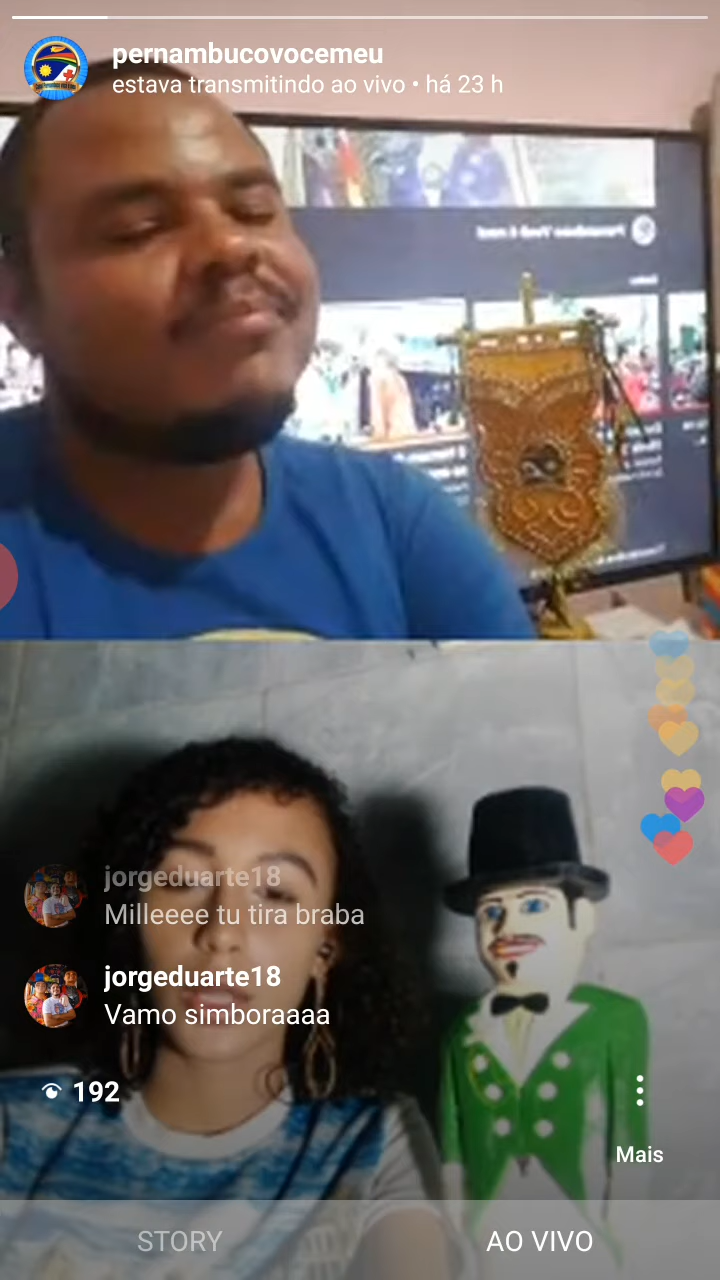 pernambucovocemeu
estava transmitindo ao vivo • há 23 h
jorgeduarte18
Milleeee tu tira braba
jorgeduarte18
Vamo simboraaaa
192
Mais
STORY
AO VIVO